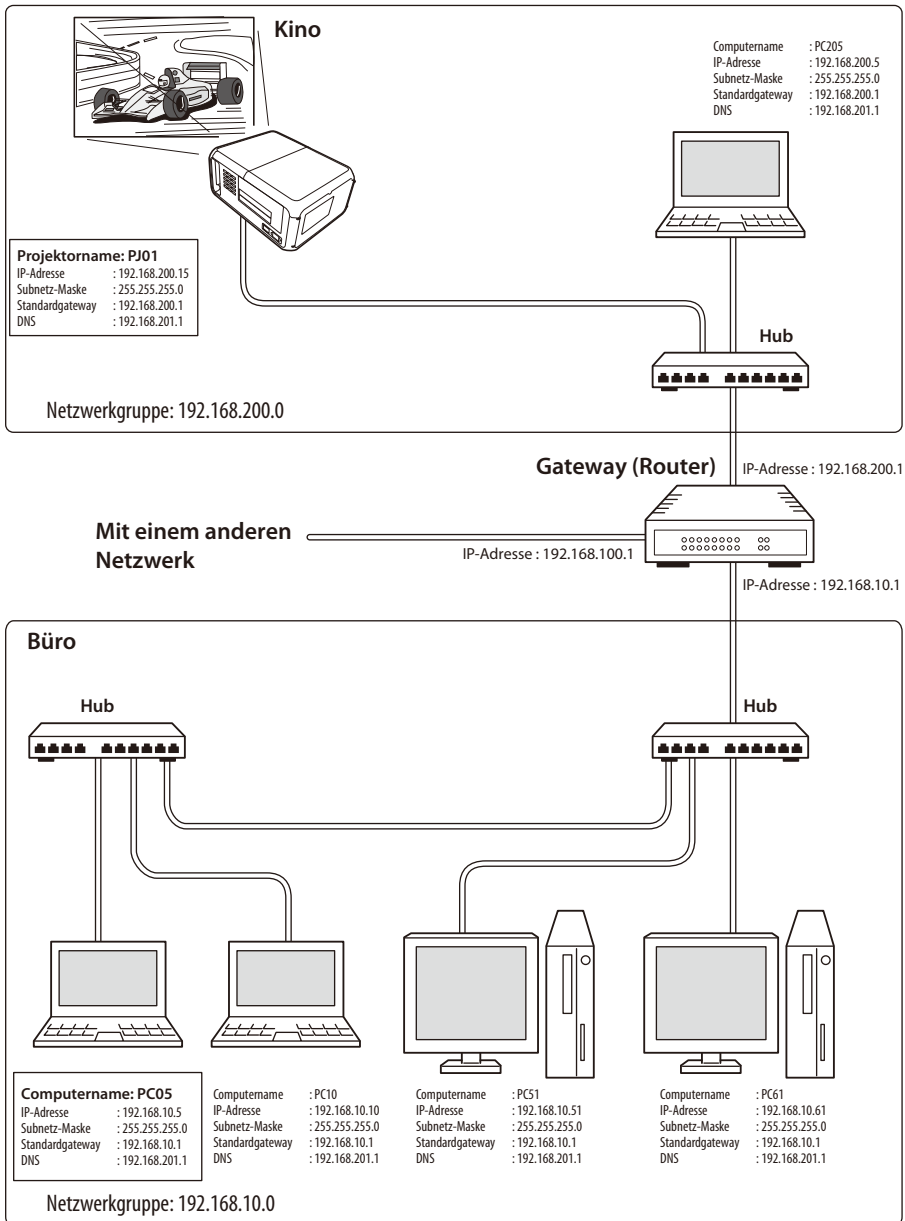 Kino
Computername : PC205
IP-Adresse : 192.168.200.5
Subnetz-Maske : 255.255.255.0
Standardgateway : 192.168.200.1
DNS : 192.168.201.1
Projektorname: PJ01
IP-Adresse : 192.168.200.15
Subnetz-Maske : 255.255.255.0
Standardgateway : 192.168.200.1
DNS : 192.168.201.1
Hub
Netzwerkgruppe: 192.168.200.0
Gateway (Router)
IP-Adresse : 192.168.200.1
Mit einem anderen
Netzwerk
IP-Adresse : 192.168.100.1
IP-Adresse : 192.168.10.1
Büro
Hub
Hub
Computername: PC05
IP-Adresse : 192.168.10.5
Subnetz-Maske : 255.255.255.0
Standardgateway : 192.168.10.1
DNS : 192.168.201.1
Computername : PC10
IP-Adresse : 192.168.10.10
Subnetz-Maske : 255.255.255.0
Standardgateway : 192.168.10.1
DNS : 192.168.201.1
Computername : PC51
IP-Adresse : 192.168.10.51
Subnetz-Maske : 255.255.255.0
Standardgateway : 192.168.10.1
DNS : 192.168.201.1
Computername : PC61
IP-Adresse : 192.168.10.61
Subnetz-Maske : 255.255.255.0
Standardgateway : 192.168.10.1
DNS : 192.168.201.1
Netzwerkgruppe: 192.168.10.0